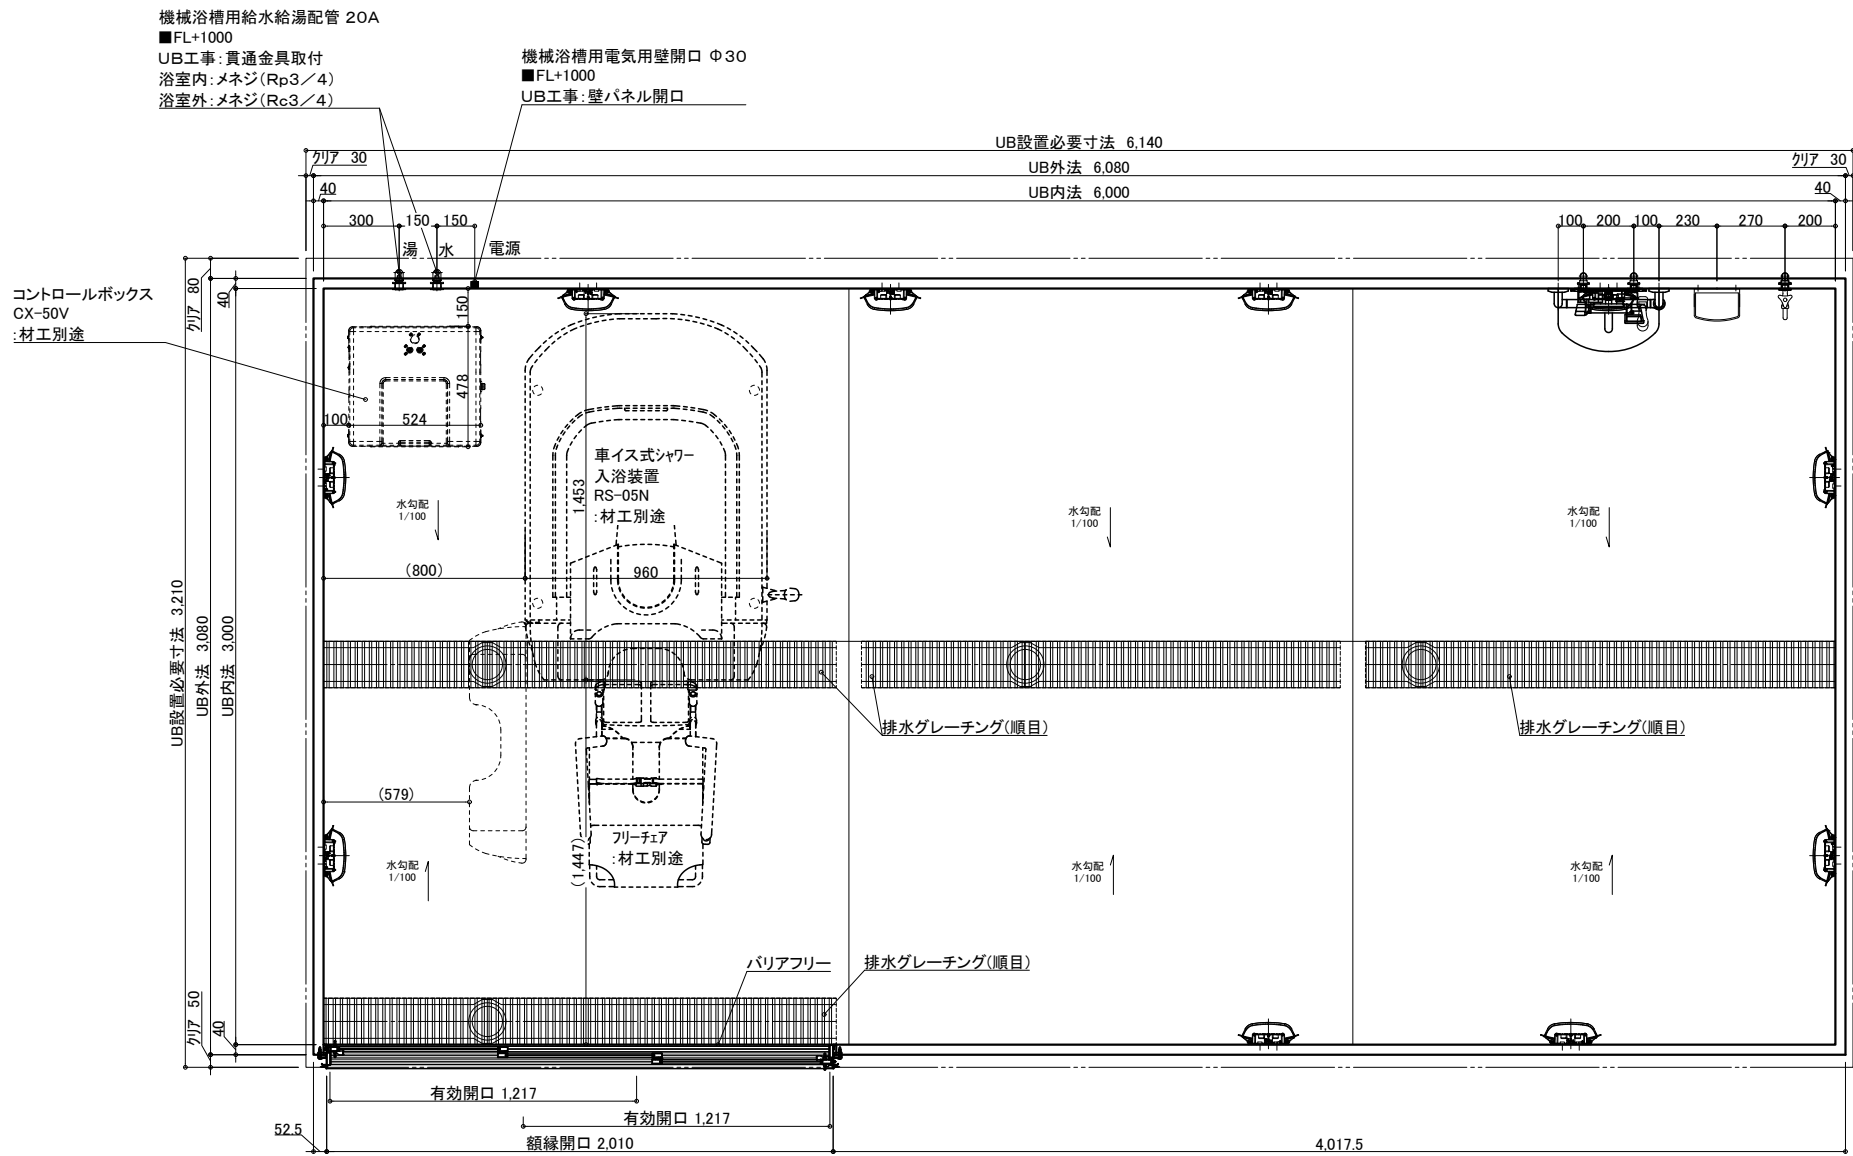 機械浴槽用給水給湯配管 20A
■FL+1000
UB工事:貫通金具取付
浴室内:メネジ(Rp3/4)
浴室外:メネジ(Rc3/4)
機械浴槽用電気用壁開口 Φ30
■FL+1000
UB工事:壁パネル開口
UB設置必要寸法 6,140
クリア 30
UB外法 6,080
クリア 30
40
UB内法 6,000
40
300
150
150
100
200
100
230
270
200
湯
水
電源
コントロールボックス
CX-50V
:材工別途
クリア 80
40
150
478
100
524
車イス式シャワー
入浴装置
RS-05N
:材工別途
1,453
水勾配
1/100
水勾配
1/100
水勾配
1/100
(800)
960
UB設置必要寸法 3,210
UB外法 3,080
UB内法 3,000
排水グレーチング(順目)
排水グレーチング(順目)
(579)
フリーチェア
:材工別途
(1,447)
水勾配
1/100
水勾配
1/100
水勾配
1/100
バリアフリー
排水グレーチング(順目)
クリア 50
40
有効開口 1,217
有効開口 1,217
52.5
額縁開口 2,010
4,017.5